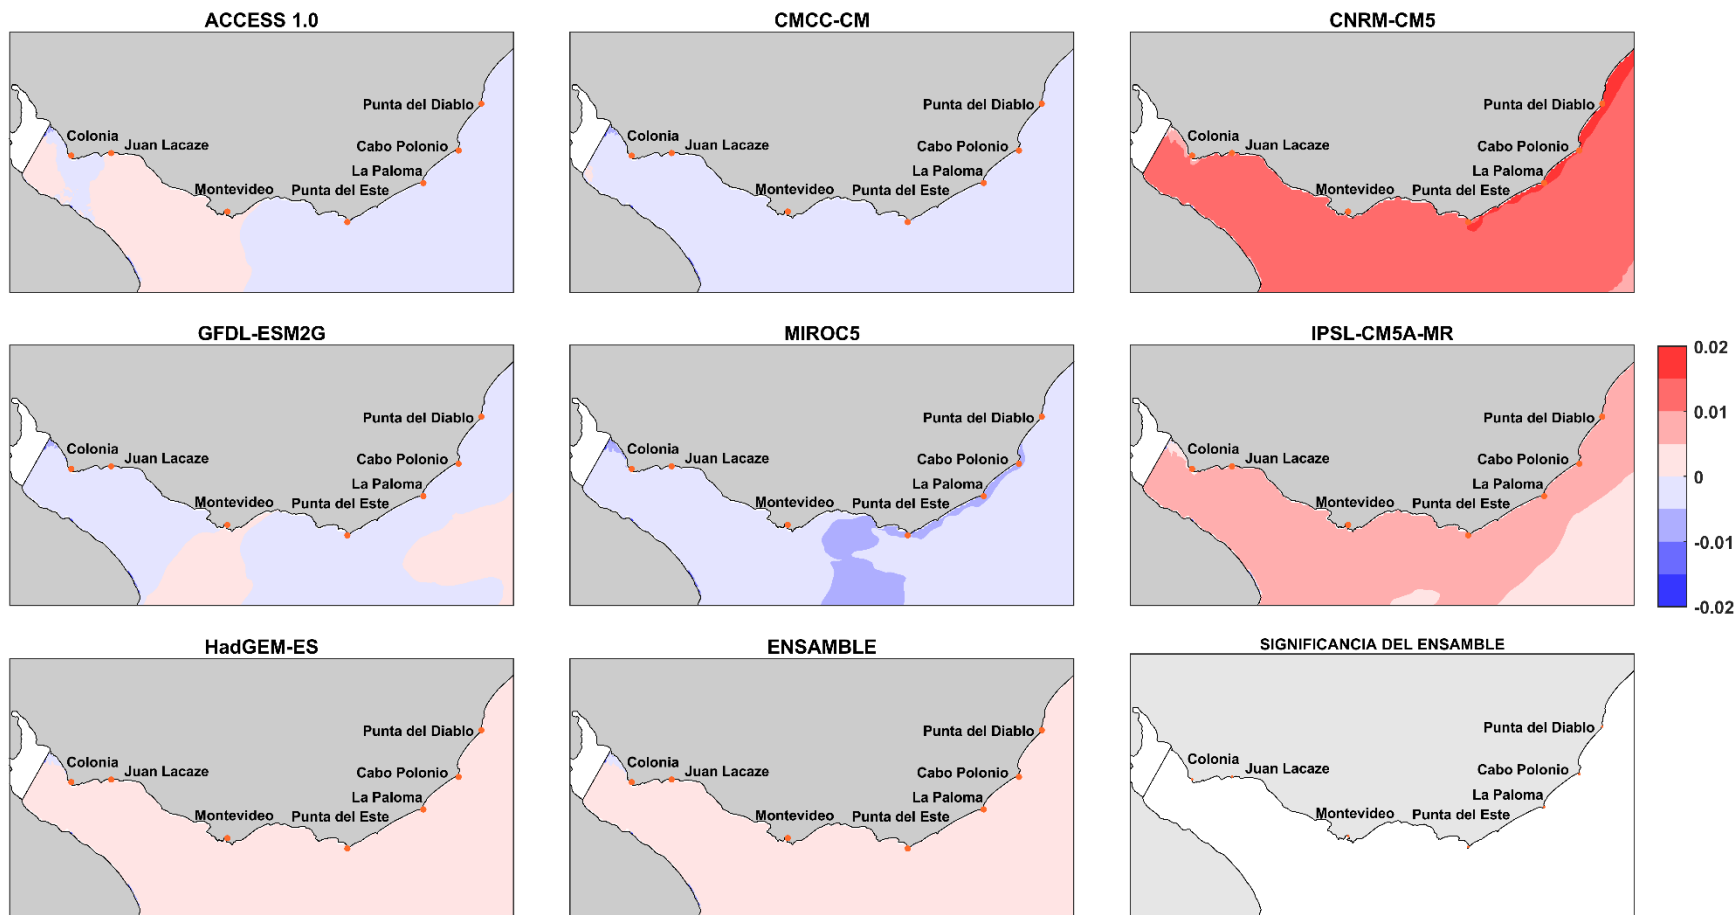 ACCESS 1.0
Punta del Diablo
Colonia
Juan Lacaze
Cabo Polonio
La Paloma
Montevideo
Punta del Este
CMCC-CM
Punta del Diablo
Colonia
Juan Lacaze
Cabo Polonio
La Paloma
Montevideo
Punta del Este
CNRM-CM5
Punta del Diablo
Colonia
Juan Lacaze
Cabo Polonio
La Paloma
Montevideo
Punta del Este
GFDL-ESM2G
Punta del Diablo
Colonia
Juan Lacaze
Cabo Polonio
La Paloma
Montevideo
Punta del Este
MIROC5
Punta del Diablo
Colonia
Juan Lacaze
Cabo Polonio
La Paloma
Montevideo
Punta del Este
IPSL-CM5A-MR
Punta del Diablo
Colonia
Juan Lacaze
Cabo Polonio
La Paloma
Montevideo
Punta del Este
0.02
0.01
0
-0.01
-0.02
HadGEM-ES
Punta del Diablo
Colonia
Juan Lacaze
Cabo Polonio
La Paloma
Montevideo
Punta del Este
ENSAMBLE
Punta del Diablo
Colonia
Juan Lacaze
Cabo Polonio
La Paloma
Montevideo
Punta del Este
SIGNIFICANCIA DEL ENSAMBLE
Punta del Diablo
Colonia
Juan Lacaze
Cabo Polonio
La Paloma
Montevideo
Punta del Este